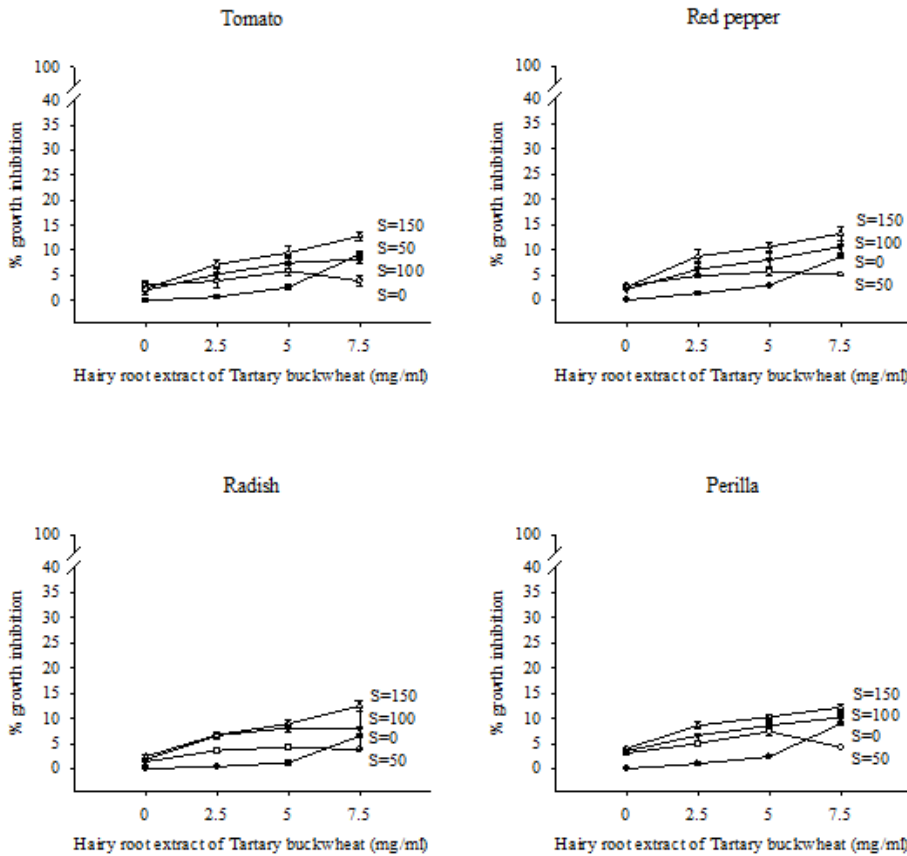 Tomato
100
40
35
30
25
20
15
10
5
0
% growth inhibition
S=150
S=50
S=100
S=0
0 2.5 5 7.5
Hairy root extract of Tartary buckwheat (mg/ml)
Red pepper
100
40
35
30
25
20
15
10
5
0
% growth inhibition
S=150
S=100
S=0
S=50
0 2.5 5 7.5
Hairy root extract of Tartary buckwheat (mg/ml)
Radish
100
40
35
30
25
20
15
10
5
0
% growth inhibition
S=150
S=100
S=0
S=50
0 2.5 5 7.5
Hairy root extract of Tartary buckwheat (mg/ml)
Perilla
100
40
35
30
25
20
15
10
5
0
% growth inhibition
S=150
S=100
S=0
S=50
0 2.5 5 7.5
Hairy root extract of Tartary buckwheat (mg/ml)